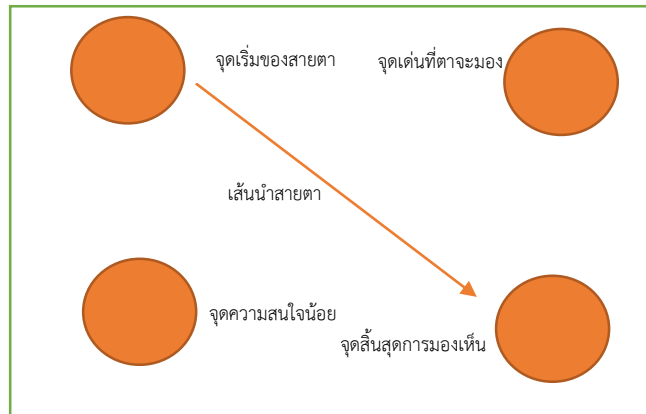 จุดเริ่มของสายตา
จุดเด่นที่ตาจะมอง
เส้นนำสายตา
จุดความสนใจน้อย
จุดสิ้นสุดการมองเห็น